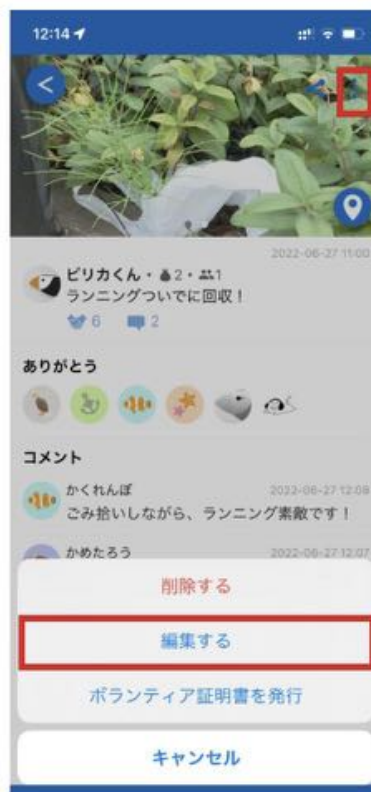 12:14
2022-06-27 11:00
ピリカくん・2・1
ランニングついでに回収！
6 2
ありがとう
コメント
かくれんぼ 2022-06-27 12:08
ごみ拾いしながら、ランニング素敵です！
かめたろう 2022-06-27 12:07
削除する
編集する
ボランティア証明書を発行
キャンセル